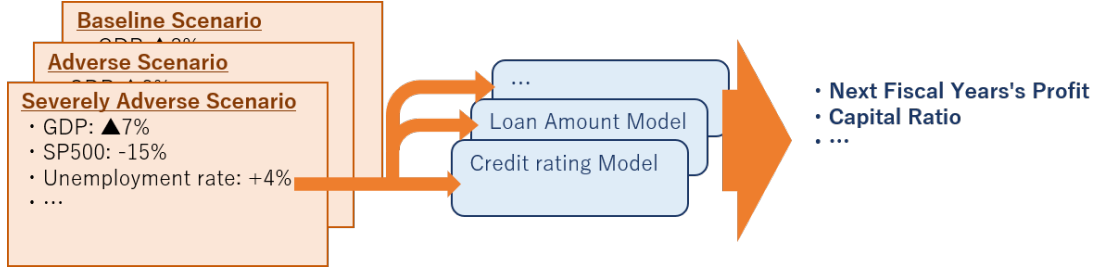 Baseline Scenario
Adverse Scenario
Severely Adverse Scenario
・GDP: ▲7%
・SP500: -15%
・Unemployment rate: +4%
・…
…
Loan Amount Model
Credit rating Model
・Next Fiscal Years's Profit
・Capital Ratio
・…